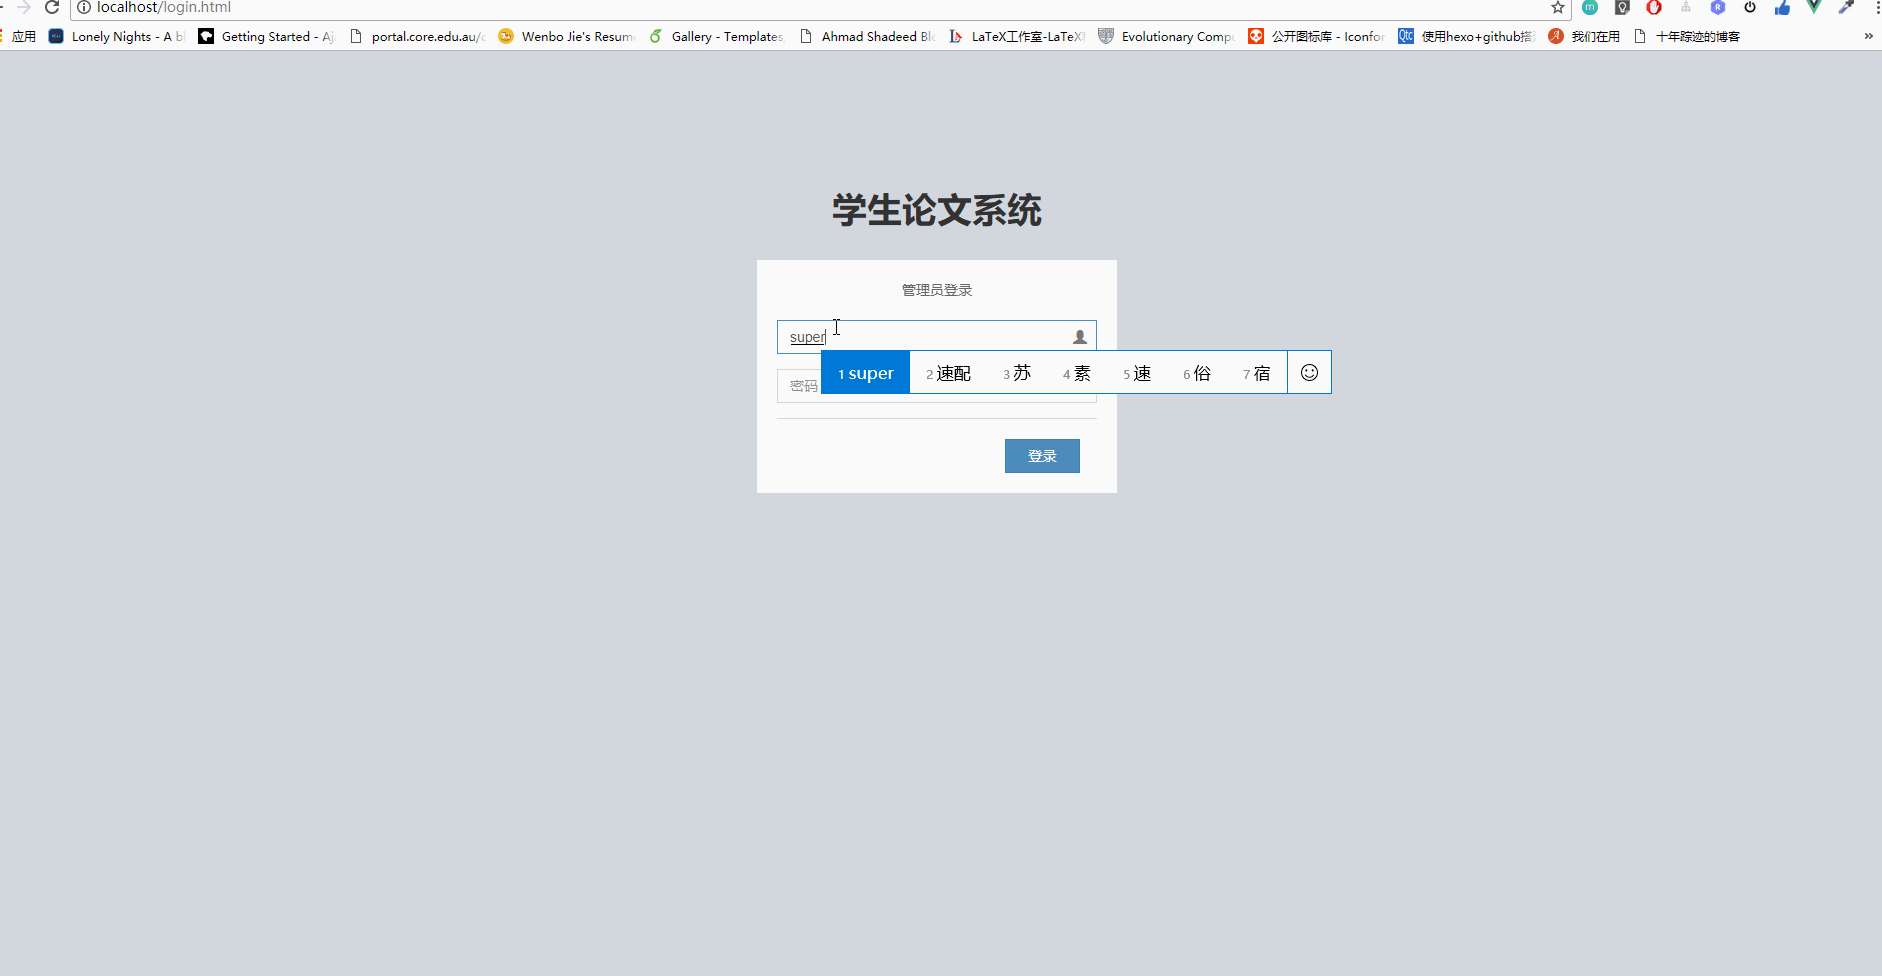 localhost/login.html
应用 Lonely Nights - A b Getting Started - Aj portal.core.edu.au/c Wenbo Jie's Resum Gallery - Templates, Ahmad Shadeed Bl LaTeX工作室-LaTeX Evolutionary Comp 公开图标库 - Iconfor 使用hexo+github搭 我们在用 十年踪迹的博客 »
学生论文系统
管理员登录
super
1 super 2 速配 3 苏 4 素 5 速 6 俗 7 宿
密码
登录